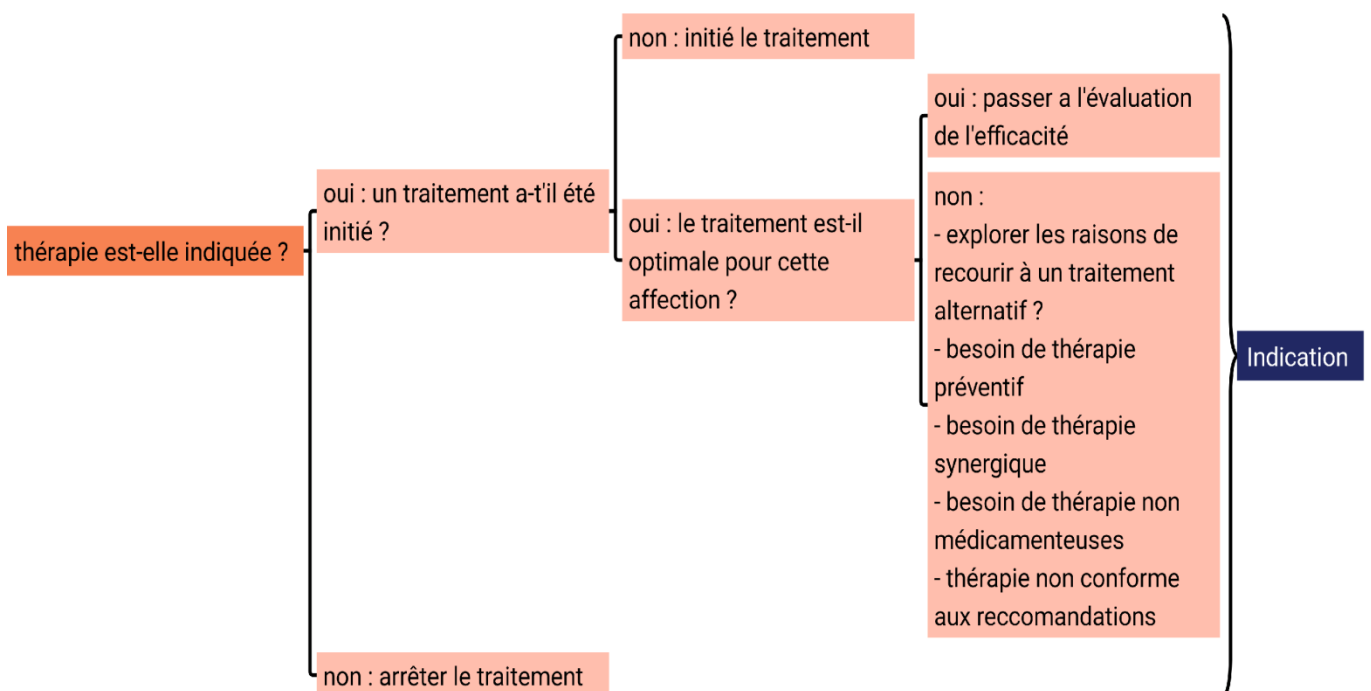 thérapie est-elle indiquée ?
oui : un traitement a-t'il été
initié ?
non : initié le traitement
oui : le traitement est-il
optimale pour cette
affection ?
oui : passer a l'évaluation
de l'efficacité
non :
- explorer les raisons de
recourir à un traitement
alternatif ?
- besoin de thérapie
préventif
- besoin de thérapie
synergique
- besoin de thérapie non
médicamenteuses
- thérapie non conforme
aux reccomandations
non : arrêter le traitement
Indication